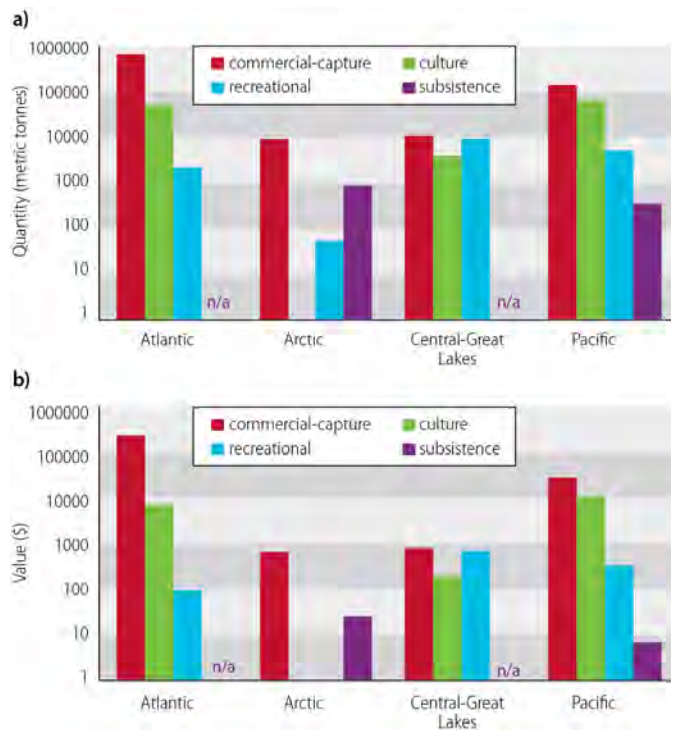 a)
1000000
commercial-capture
culture
recreational
subsistence
100000
10000
1000
100
10
1
Quantity (metric tonnes)
n/a
n/a
Atlantic
Arctic
Central-Great
Lakes
Pacific
b)
1000000
commercial-capture
culture
recreational
subsistence
100000
10000
1000
100
10
1
Value ($)
n/a
n/a
Atlantic
Arctic
Central-Great
Lakes
Pacific